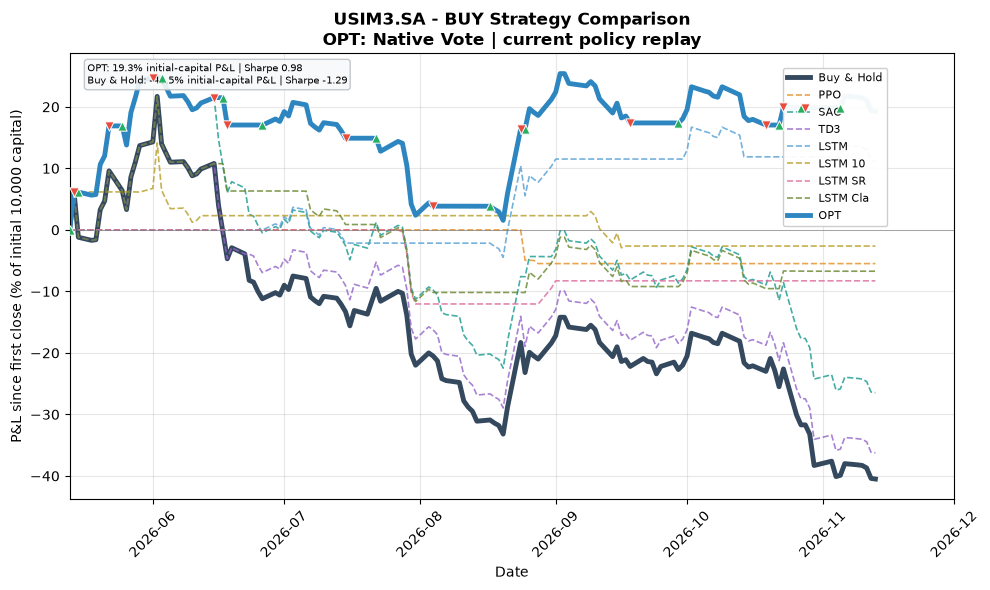 USIM3.SA - BUY Strategy Comparison
OPT: Native Vote | current policy replay
OPT: 19.3% initial-capital P&L | Sharpe 0.98
Buy & Hold: 5% initial-capital P&L | Sharpe -1.29
Buy & Hold
PPO
SAC
TD3
LSTM
LSTM 10
LSTM SR
LSTM Cla
OPT
P&L since first close (% of initial 10,000 capital)
20
10
0
−10
−20
−30
−40
2026-06
2026-07
2026-08
2026-09
2026-10
2026-11
2026-12
Date